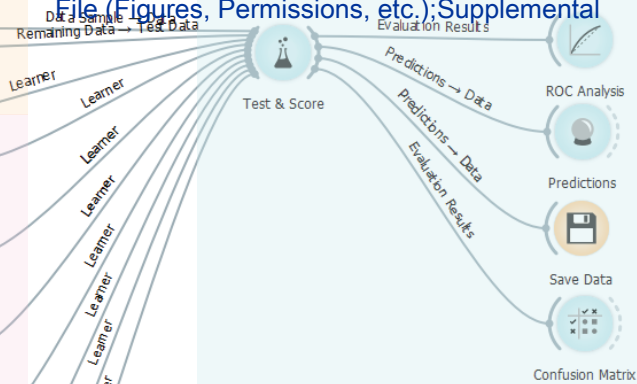 File (Figures, Permissions, etc.);Supplemental
Data Sample → Data
Remaining Data → Test Data
Evaluation Results
Learner
Learner
Learner
Learner
Learner
Learner
Learner
Test & Score
Predictions → Data
Predictions → Data
Evaluation Results
ROC Analysis
Predictions
Save Data
Confusion Matrix